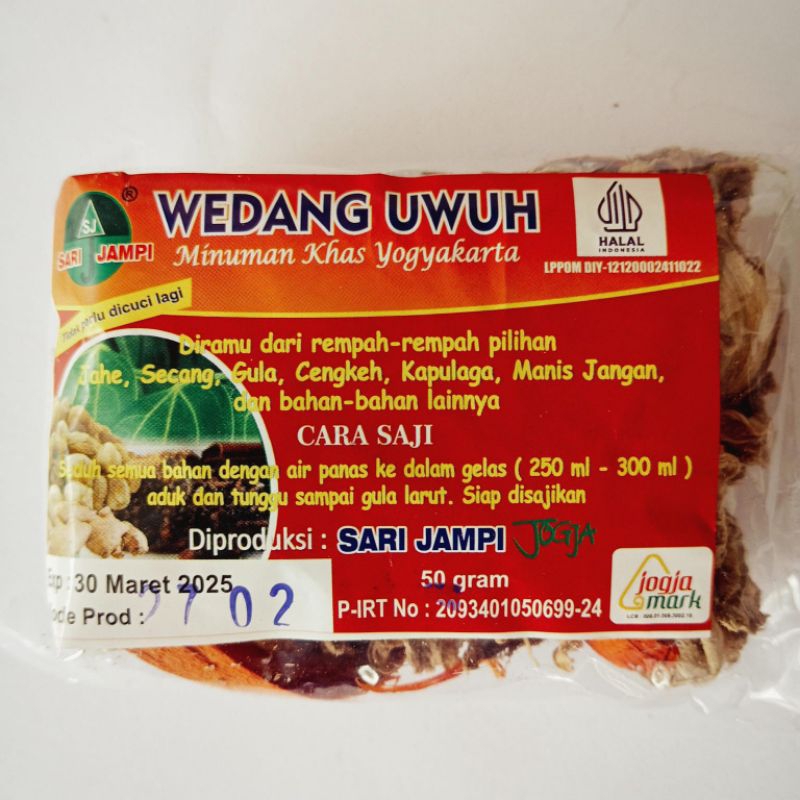 SJ
SARI JAMPI
®
WEDANG UWUH
Minuman Khas Yogyakarta
HALAL
INDONESIA
LPPOM DIY-12120002411022
Tidak perlu dicuci lagi
Diramu dari rempah-rempah pilihan
Jahe, Secang, Gula, Cengkeh, Kapulaga, Manis Jangan,
dan bahan-bahan lainnya
CARA SAJI
Seduh semua bahan dengan air panas ke dalam gelas ( 250 ml - 300 ml )
aduk dan tunggu sampai gula larut. Siap disajikan
Diproduksi : SARI JAMPI JOGJA
Exp : 30 Maret 2025
Kode Prod : 2702
50 gram
P-IRT No : 2093401050699-24
jogja
mark